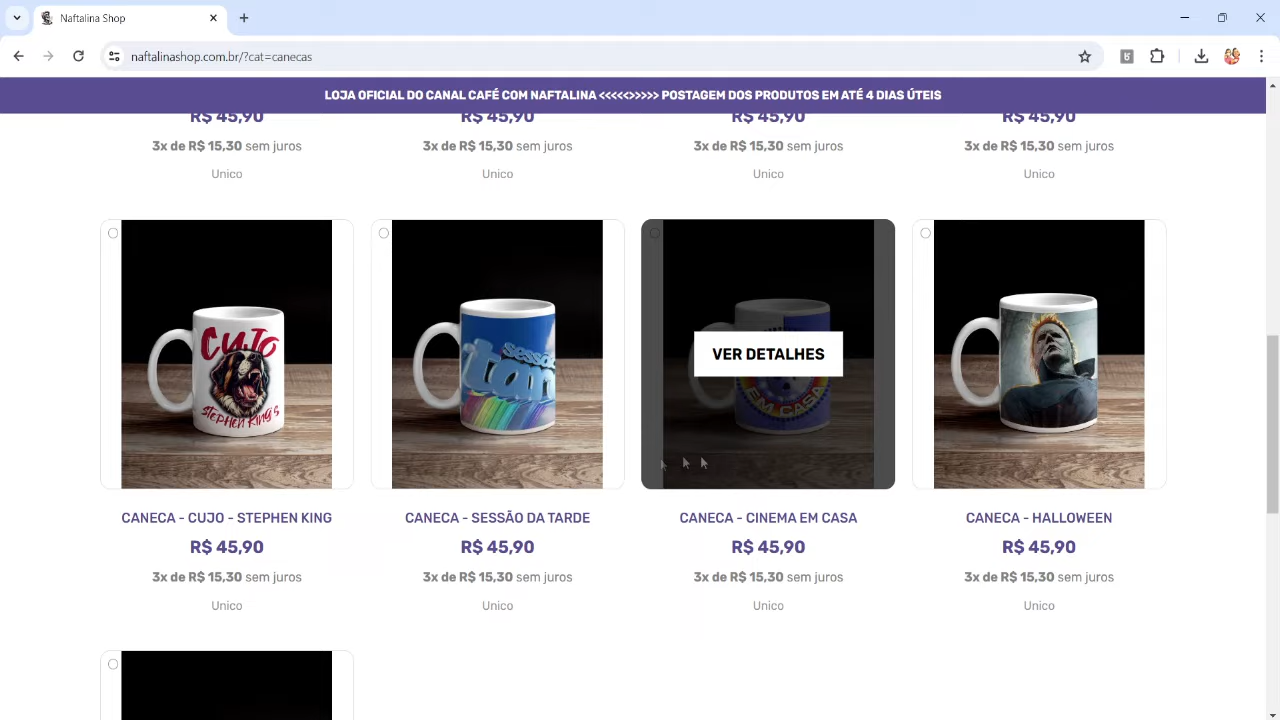 Naftalina Shop
naftalinashop.com.br/?cat=canecas
LOJA OFICIAL DO CANAL CAFÉ COM NAFTALINA <<<<<>>>>> POSTAGEM DOS PRODUTOS EM ATÉ 4 DIAS ÚTEIS
R$ 45,90 R$ 45,90 R$ 45,90 R$ 45,90
3x de R$ 15,30 sem juros 3x de R$ 15,30 sem juros 3x de R$ 15,30 sem juros 3x de R$ 15,30 sem juros
Unico Unico Unico Unico
CUJO
STEPHEN KING'S
sessão
tar
VER DETALHES
EM CASA
CANECA - CUJO - STEPHEN KING CANECA - SESSÃO DA TARDE CANECA - CINEMA EM CASA CANECA - HALLOWEEN
R$ 45,90 R$ 45,90 R$ 45,90 R$ 45,90
3x de R$ 15,30 sem juros 3x de R$ 15,30 sem juros 3x de R$ 15,30 sem juros 3x de R$ 15,30 sem juros
Unico Unico Unico Unico